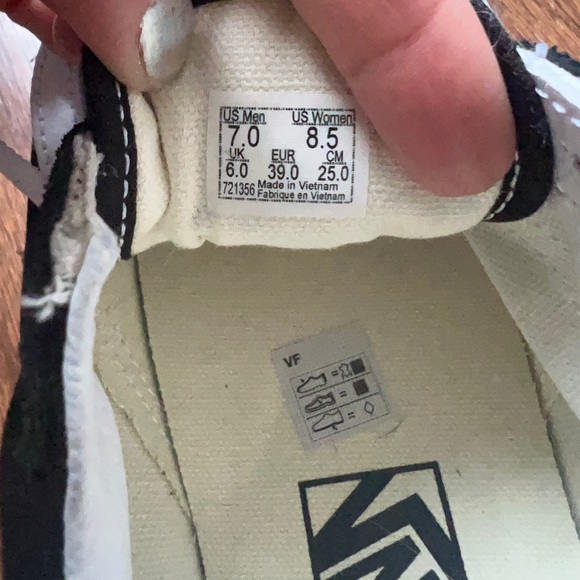 US Men US Women
7.0 8.5
UK EUR CM
6.0 39.0 25.0
721356 Made in Vietnam
Fabrique en Vietnam
VF